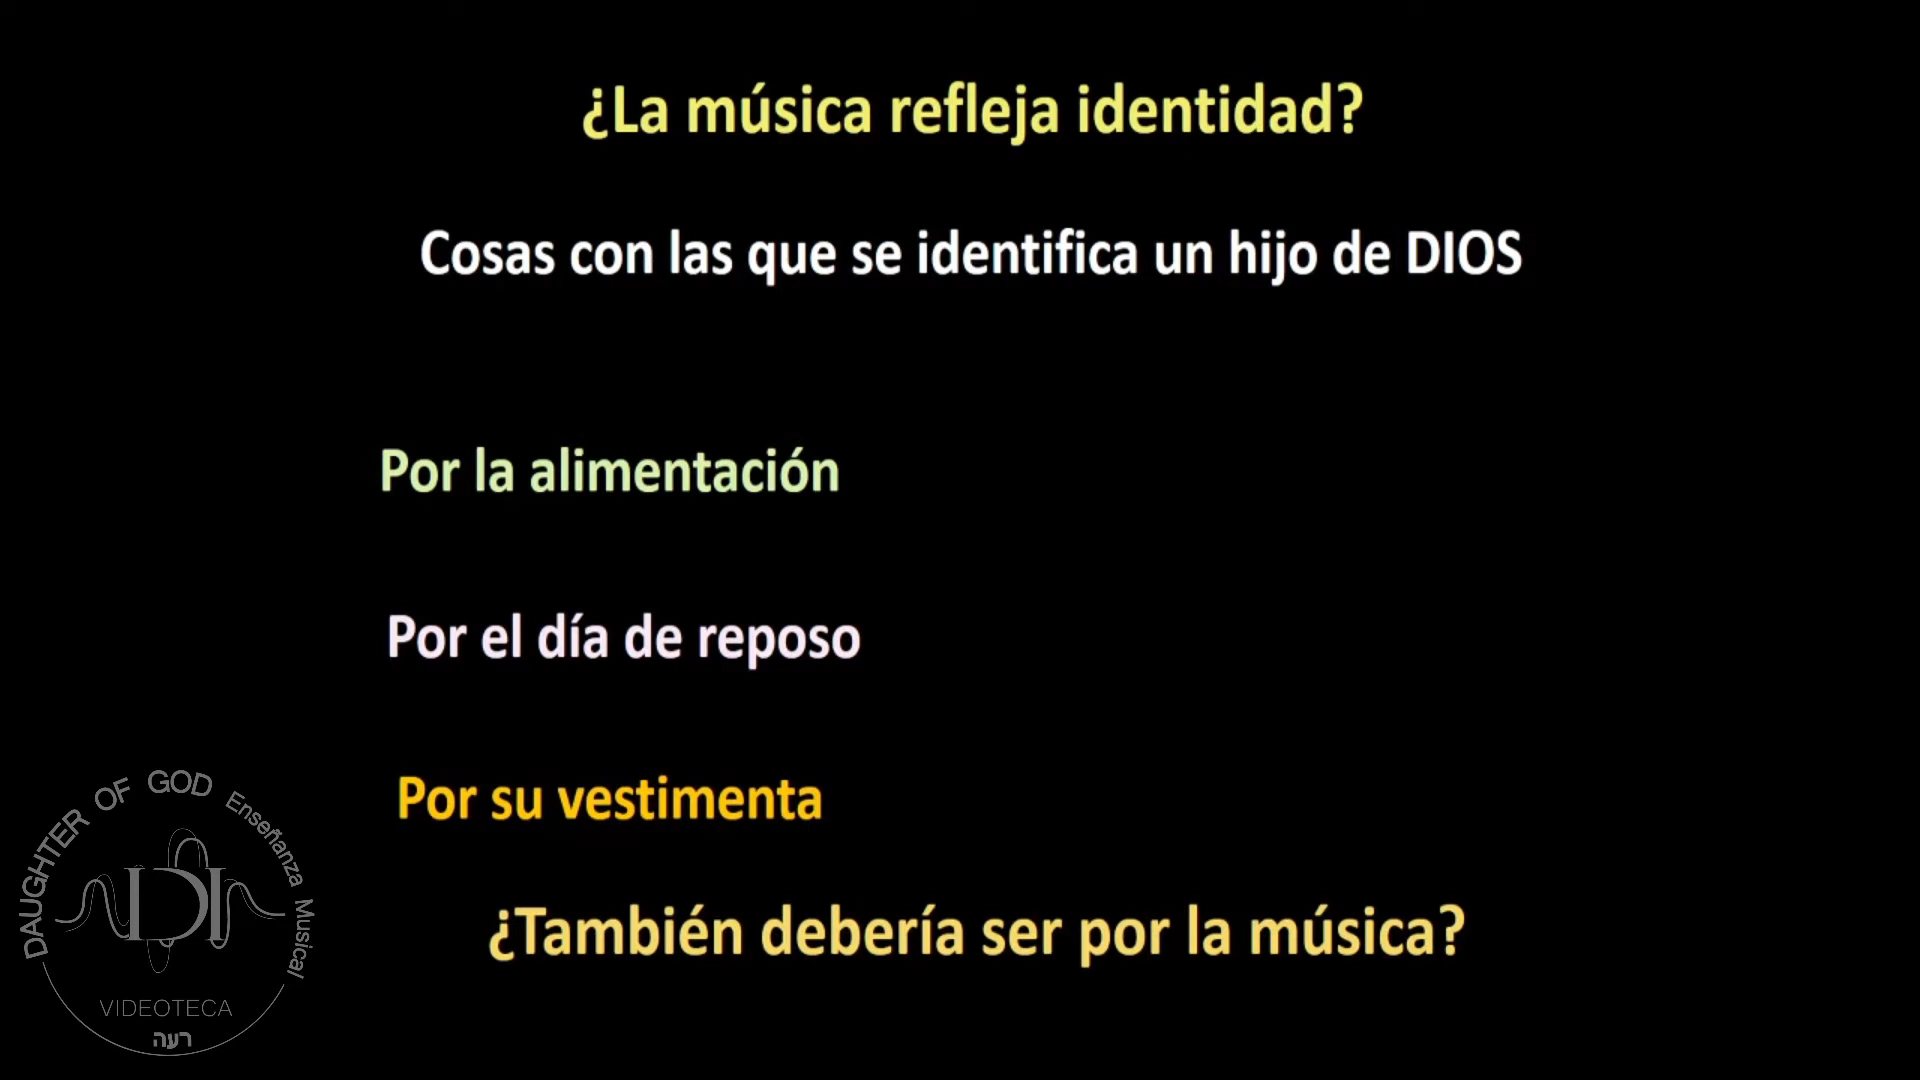 ¿La música refleja identidad?
Cosas con las que se identifica un hijo de DIOS
Por la alimentación
Por el día de reposo
Por su vestimenta
¿También debería ser por la música?
DAUGHTER OF GOD Enseñanza Musical
DI
VIDEOTECA
רעה